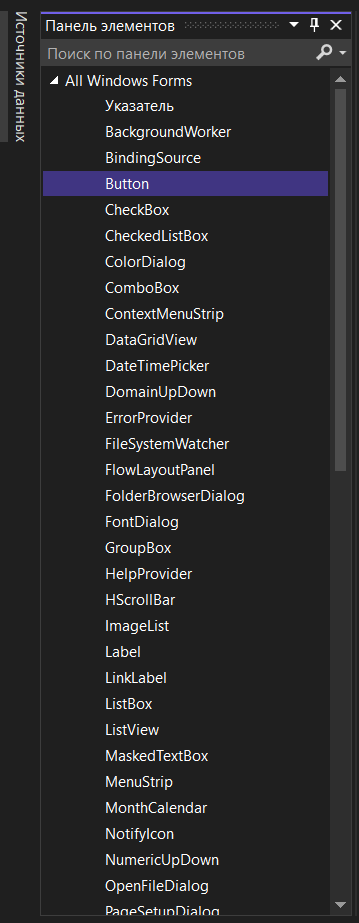 Источники данных
Панель элементов
Поиск по панели элементов
All Windows Forms
Указатель
BackgroundWorker
BindingSource
Button
CheckBox
CheckedListBox
ColorDialog
ComboBox
ContextMenuStrip
DataGridView
DateTimePicker
DomainUpDown
ErrorProvider
FileSystemWatcher
FlowLayoutPanel
FolderBrowserDialog
FontDialog
GroupBox
HelpProvider
HScrollBar
ImageList
Label
LinkLabel
ListBox
ListView
MaskedTextBox
MenuStrip
MonthCalendar
NotifyIcon
NumericUpDown
OpenFileDialog
PageSetupDialog